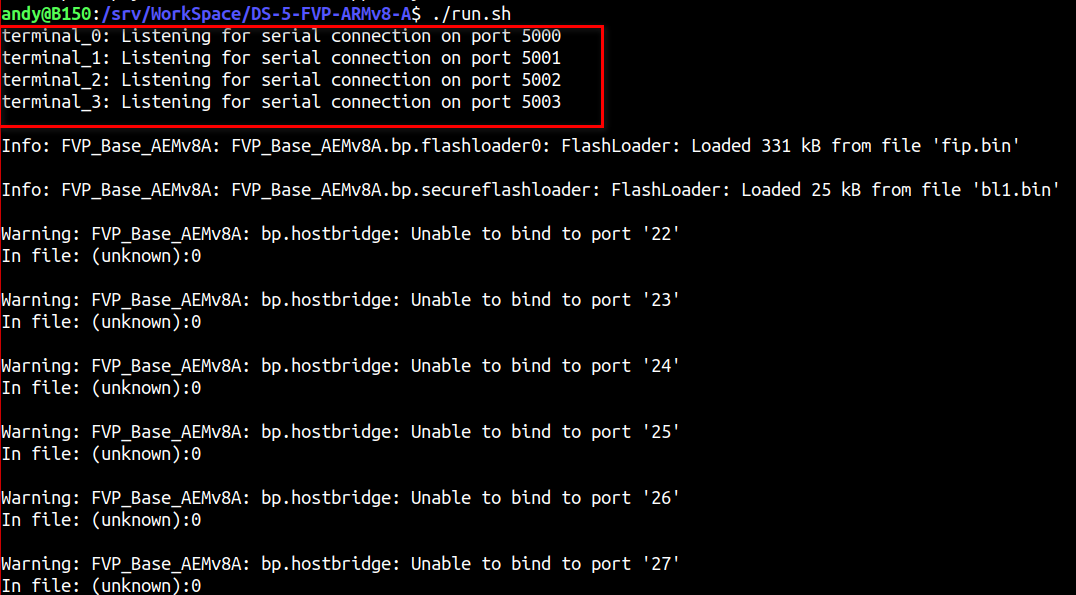 andy@B150:/srv/WorkSpace/DS-5-FVP-ARMv8-A$ ./run.sh
terminal_0: Listening for serial connection on port 5000
terminal_1: Listening for serial connection on port 5001
terminal_2: Listening for serial connection on port 5002
terminal_3: Listening for serial connection on port 5003
Info: FVP_Base_AEMv8A: FVP_Base_AEMv8A.bp.flashloader0: FlashLoader: Loaded 331 kB from file 'fip.bin'
Info: FVP_Base_AEMv8A: FVP_Base_AEMv8A.bp.secureflashloader: FlashLoader: Loaded 25 kB from file 'bl1.bin'
Warning: FVP_Base_AEMv8A: bp.hostbridge: Unable to bind to port '22'
In file: (unknown):0
Warning: FVP_Base_AEMv8A: bp.hostbridge: Unable to bind to port '23'
In file: (unknown):0
Warning: FVP_Base_AEMv8A: bp.hostbridge: Unable to bind to port '24'
In file: (unknown):0
Warning: FVP_Base_AEMv8A: bp.hostbridge: Unable to bind to port '25'
In file: (unknown):0
Warning: FVP_Base_AEMv8A: bp.hostbridge: Unable to bind to port '26'
In file: (unknown):0
Warning: FVP_Base_AEMv8A: bp.hostbridge: Unable to bind to port '27'
In file: (unknown):0